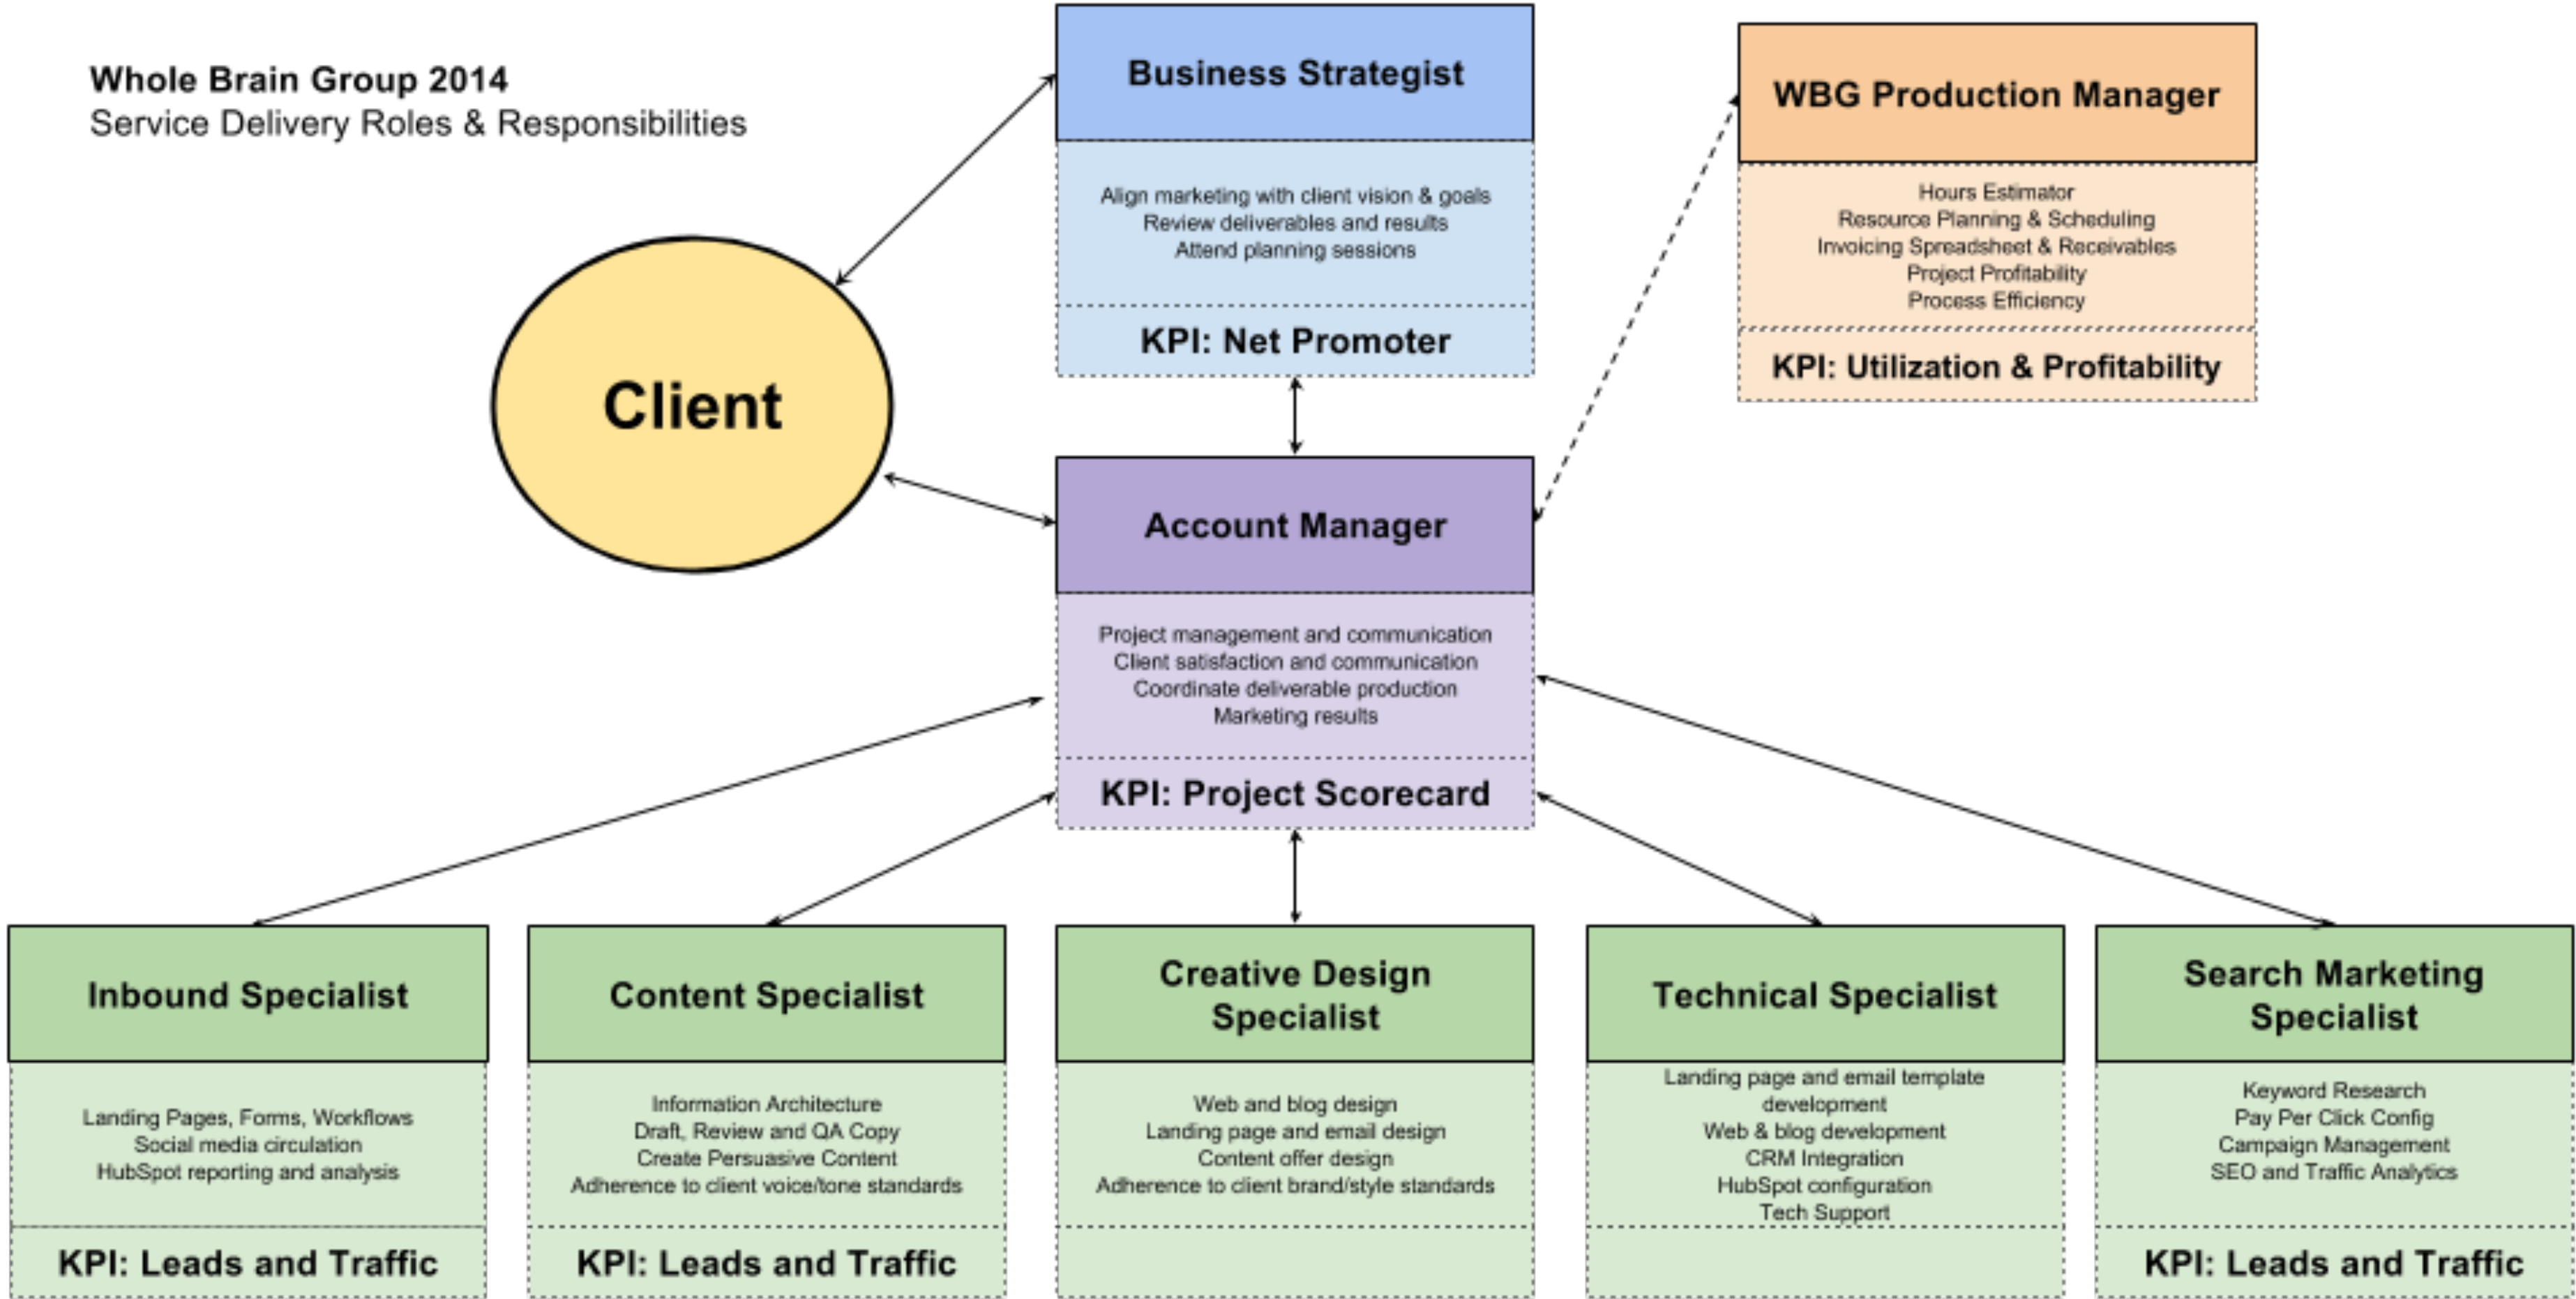 Whole Brain Group 2014
Service Delivery Roles & Responsibilities
Business Strategist
Align marketing with client vision & goals
Review deliverables and results
Attend planning sessions
KPI: Net Promoter
WBG Production Manager
Hours Estimator
Resource Planning & Scheduling
Invoicing Spreadsheet & Receivables
Project Profitability
Process Efficiency
KPI: Utilization & Profitability
Client
Account Manager
Project management and communication
Client satisfaction and communication
Coordinate deliverable production
Marketing results
KPI: Project Scorecard
Inbound Specialist
Landing Pages, Forms, Workflows
Social media circulation
HubSpot reporting and analysis
KPI: Leads and Traffic
Content Specialist
Information Architecture
Draft, Review and QA Copy
Create Persuasive Content
Adherence to client voice/tone standards
KPI: Leads and Traffic
Creative Design
Specialist
Web and blog design
Landing page and email design
Content offer design
Adherence to client brand/style standards
Technical Specialist
Landing page and email template
development
Web & blog development
CRM Integration
HubSpot configuration
Tech Support
Search Marketing
Specialist
Keyword Research
Pay Per Click Config
Campaign Management
SEO and Traffic Analytics
KPI: Leads and Traffic